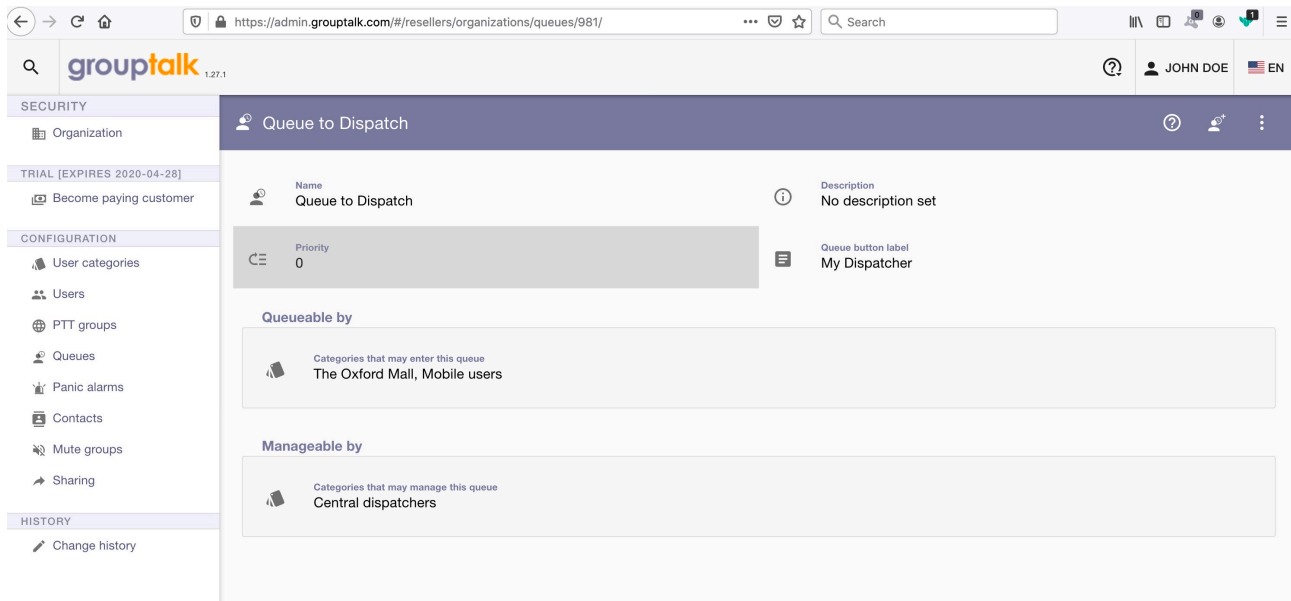 https://admin.grouptalk.com/#/resellers/organizations/queues/981/
Search
0
1
grouptalk 1.27.1
JOHN DOE
EN
SECURITY
Organization
TRIAL [EXPIRES 2020-04-28]
Become paying customer
CONFIGURATION
User categories
Users
PTT groups
Queues
Panic alarms
Contacts
Mute groups
Sharing
HISTORY
Change history
Queue to Dispatch
Name
Queue to Dispatch
Description
No description set
Priority
0
Queue button label
My Dispatcher
Queueable by
Categories that may enter this queue
The Oxford Mall, Mobile users
Manageable by
Categories that may manage this queue
Central dispatchers